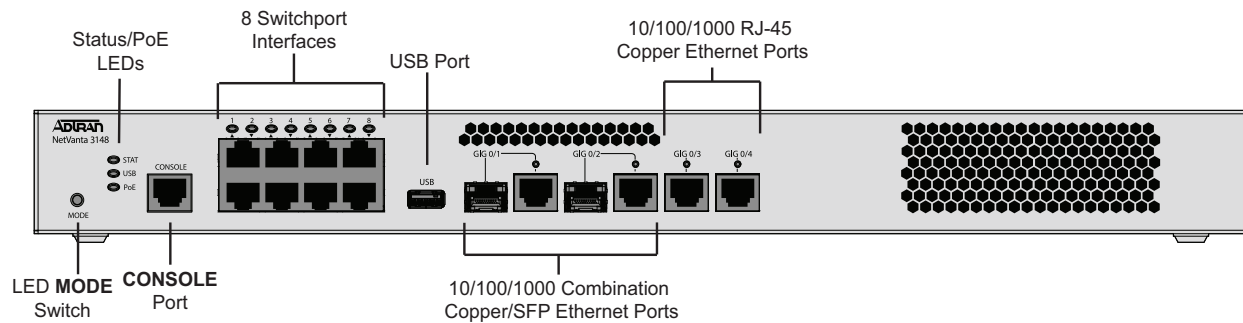 Status/PoE
LEDs
8 Switchport
Interfaces
USB Port
10/100/1000 RJ-45
Copper Ethernet Ports
ADTRAN
NetVanta 3148
STAT
USB
PoE
MODE
CONSOLE
1 2 3 4 5 6 7 8
USB
GIG 0/1
GIG 0/2
GIG 0/3
GIG 0/4
LED MODE
Switch
CONSOLE
Port
10/100/1000 Combination
Copper/SFP Ethernet Ports